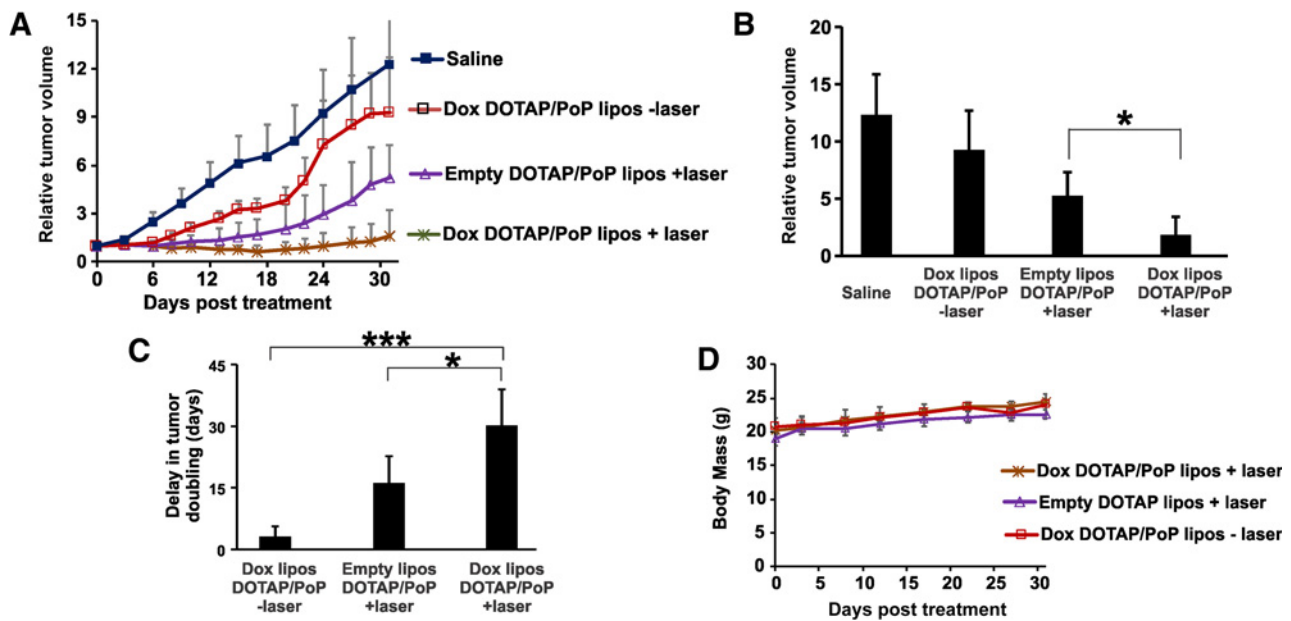 A
Relative tumor volume
15
12
9
6
3
0
0
6
12
18
24
30
Days post treatment
Saline
Dox DOTAP/PoP lipos -laser
Empty DOTAP/PoP lipos +laser
Dox DOTAP/PoP lipos + laser
B
Relative tumor volume
20
15
10
5
0
*
Saline
Dox lipos
DOTAP/PoP
-laser
Empty lipos
DOTAP/PoP
+laser
Dox lipos
DOTAP/PoP
+laser
C
Delay in tumor
doubling (days)
45
30
15
0
***
*
Dox lipos
DOTAP/PoP
-laser
Empty lipos
DOTAP/PoP
+laser
Dox lipos
DOTAP/PoP
+laser
D
Body Mass (g)
30
25
20
15
10
5
0
0
5
10
15
20
25
30
Days post treatment
Dox DOTAP/PoP lipos + laser
Empty DOTAP lipos + laser
Dox DOTAP/PoP lipos - laser